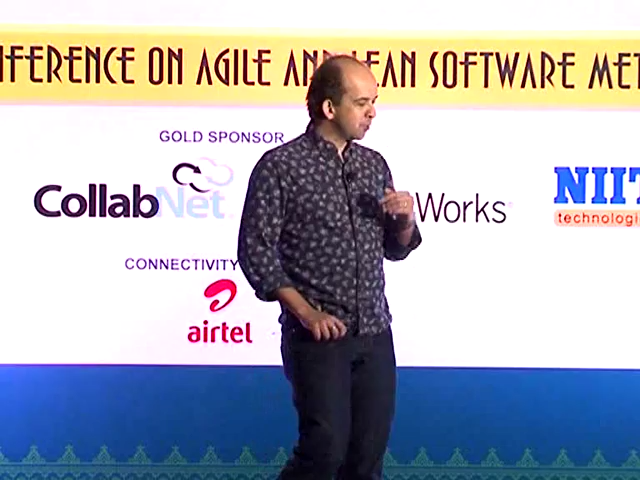 NFERENCE ON AGILE AN LEAN SOFTWARE MET
GOLD SPONSOR
CollabNet
Works
NIIT
technologi
CONNECTIVITY
airtel